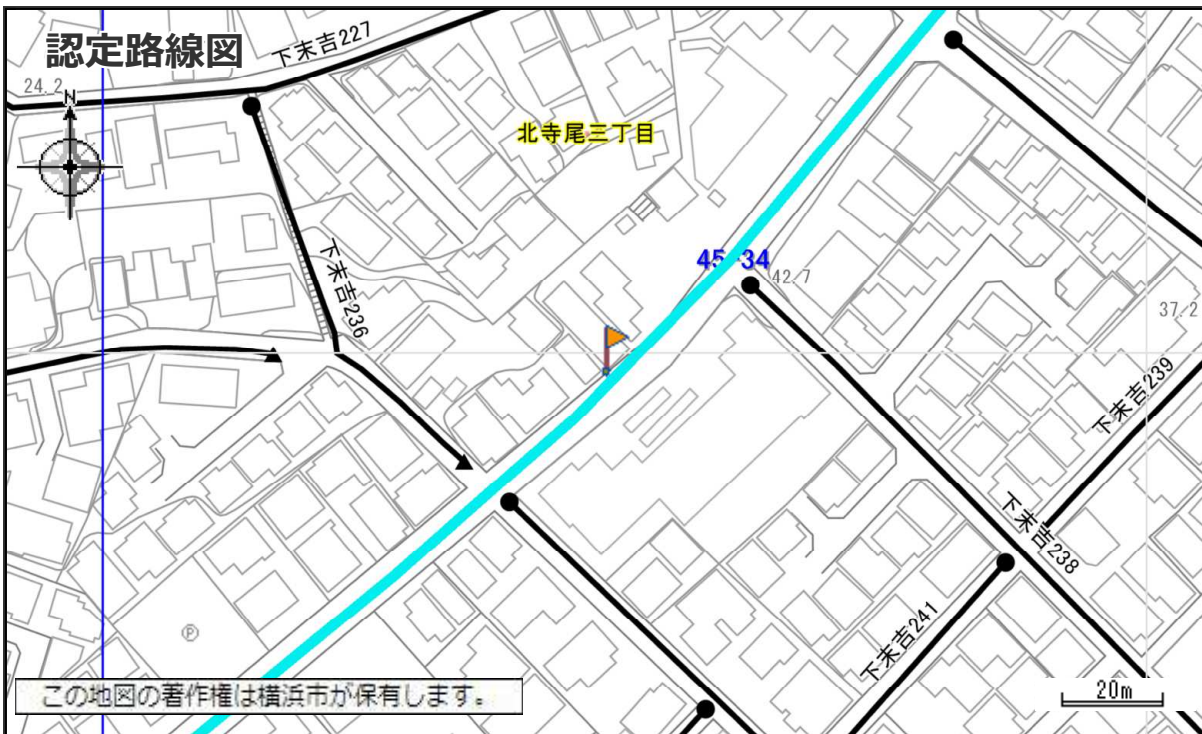 認定路線図
下末吉227
24.2
N
北寺尾三丁目
下末吉236
45-34
42.7
37.2
下末吉239
下末吉238
下末吉241
P
この地図の著作権は横浜市が保有します。
20m